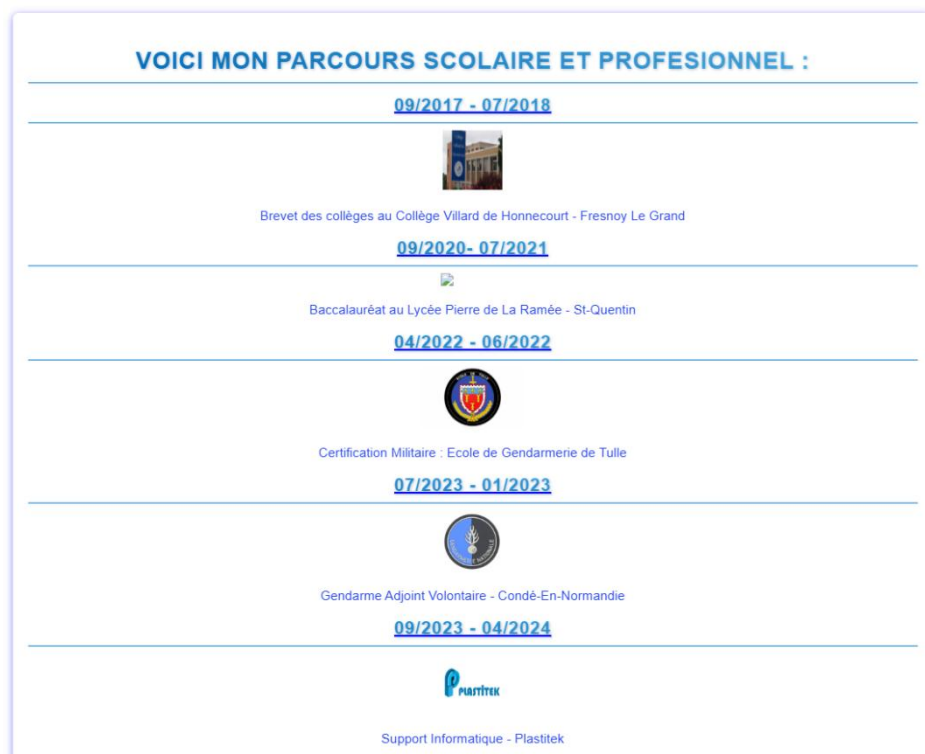 VOICI MON PARCOURS SCOLAIRE ET PROFESIONNEL :
09/2017 - 07/2018
Brevet des collèges au Collège Villard de Honnecourt - Fresnoy Le Grand
09/2020- 07/2021
Baccalauréat au Lycée Pierre de La Ramée - St-Quentin
04/2022 - 06/2022
Certification Militaire : Ecole de Gendarmerie de Tulle
07/2023 - 01/2023
Gendarme Adjoint Volontaire - Condé-En-Normandie
09/2023 - 04/2024
PLASTITEK
Support Informatique - Plastitek